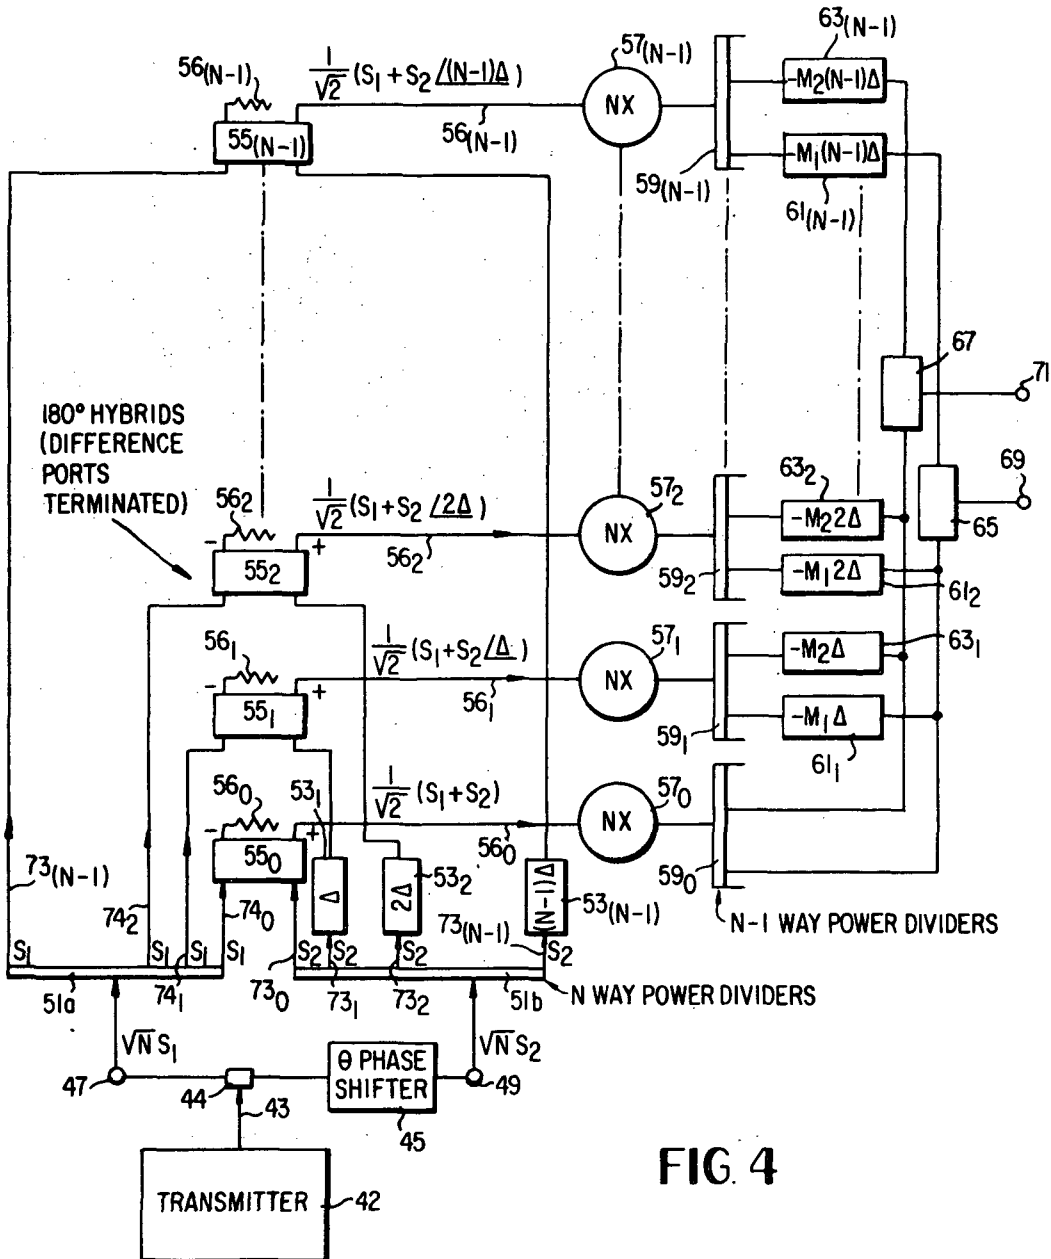 63(N-1)
57(N-1)
56(N-1)
1/√2 (S1 + S2 /(N-1)Δ)
-M2(N-1)Δ
NX
55(N-1)
56(N-1)
-M1(N-1)Δ
59(N-1)
61(N-1)
67
71
180° HYBRIDS
(DIFFERENCE
PORTS
TERMINATED)
69
65
562
1/√2 (S1 + S2 /2Δ)
572
632
- +
NX
-M2 2Δ
552
562
592
-M1 2Δ
612
561
1/√2 (S1 + S2 /Δ)
571
631
- +
NX
-M2Δ
551
561
591
-M1Δ
611
560
531
1/√2 (S1 + S2)
570
- +
NX
550
560
590
73(N-1)
742
740
Δ
2Δ
532
(N-1)Δ
53(N-1)
N-1 WAY POWER DIVIDERS
73(N-1)
S1 S1 S1 S1
S2 S2 S2 S2
51a
741
730
731
732
51b
N WAY POWER DIVIDERS
√N S1
√N S2
θ PHASE
SHIFTER
47
44
49
43
45
TRANSMITTER
42
FIG. 4